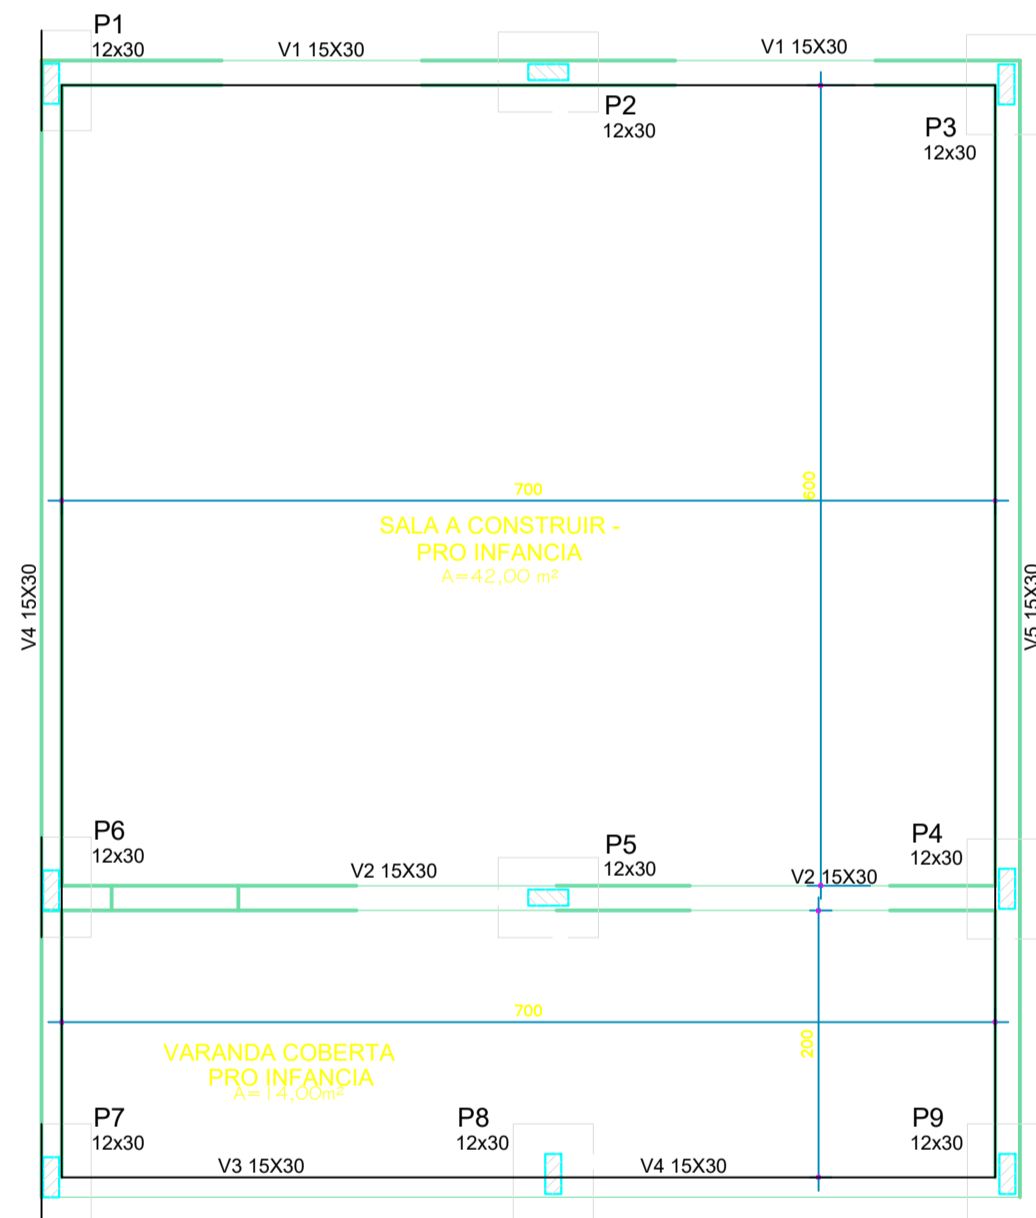 P1
12x30
V1 15X30
V1 15X30
P2
12x30
P3
12x30
700
600
SALA A CONSTRUIR -
PRO INFANCIA
A=42,00 m²
V4 15X30
V5 15X30
P6
12x30
V2 15X30
P5
12x30
P4
12x30
V2 15X30
700
200
VARANDA COBERTA
PRO INFANCIA
A=14,00m²
P7
12x30
P8
12x30
P9
12x30
V3 15X30
V4 15X30